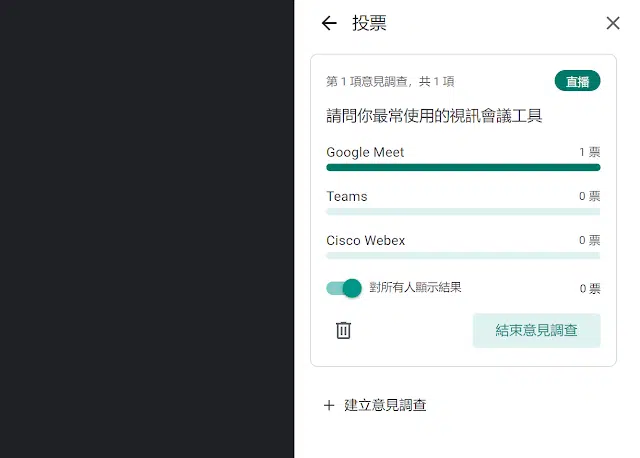 投票
第 1 項意見調查，共 1 項 直播
請問你最常使用的視訊會議工具
Google Meet 1 票
Teams 0 票
Cisco Webex 0 票
對所有人顯示結果 0 票
結束意見調查
建立意見調查